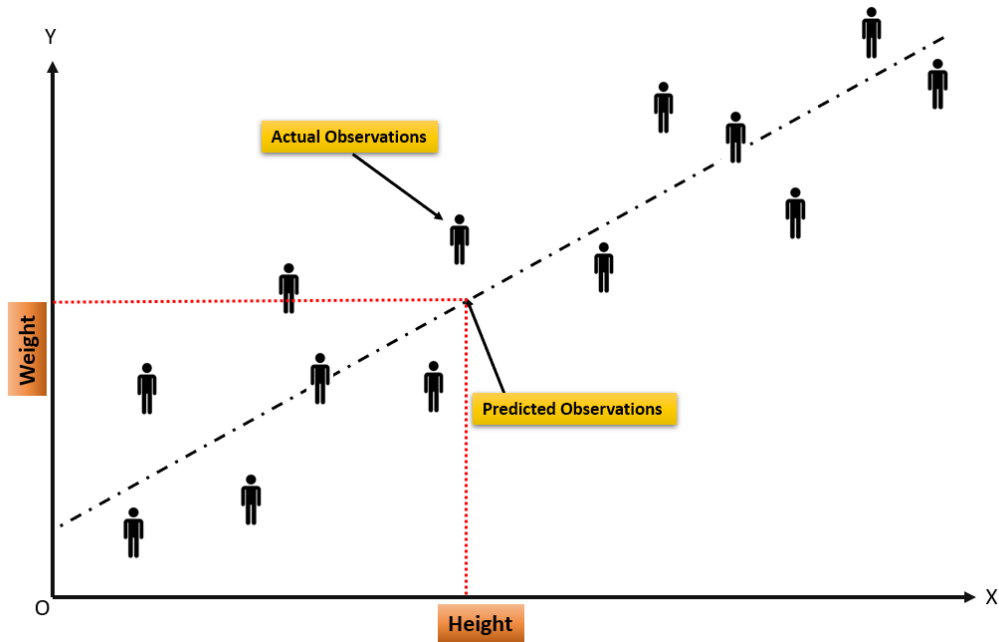 Y
Actual Observations
Weight
Predicted Observations
X
O
Height